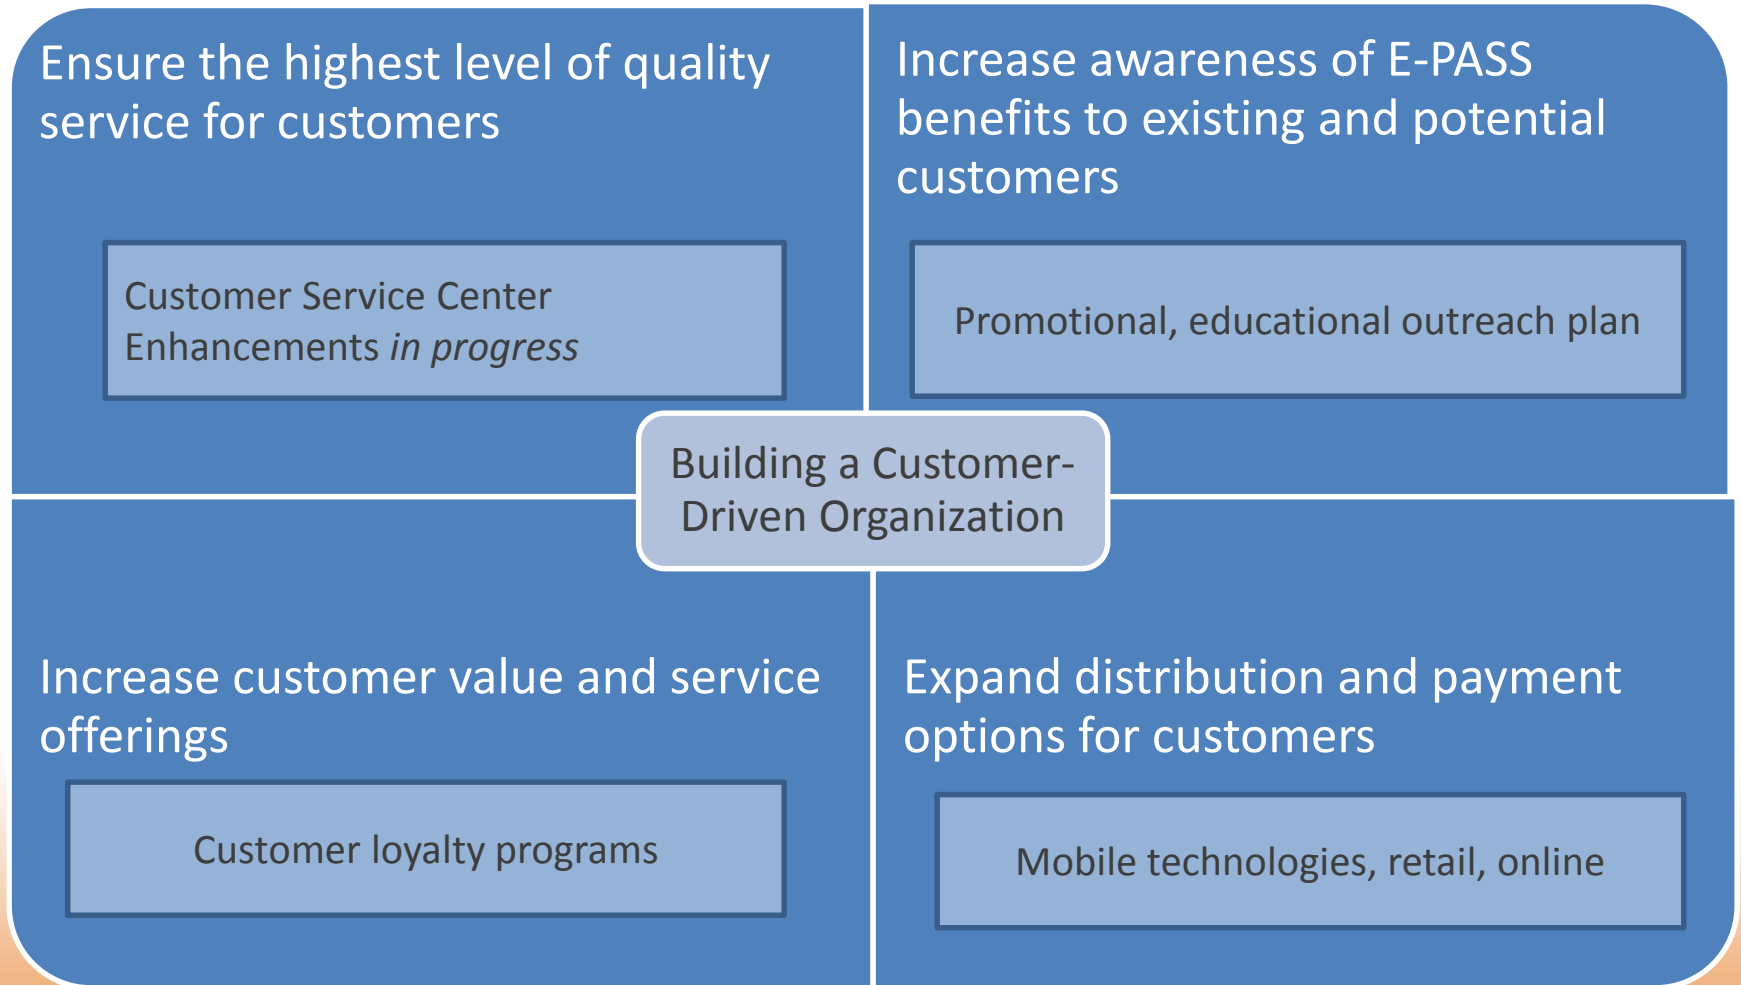 Ensure the highest level of quality
service for customers
Customer Service Center
Enhancements in progress
Increase awareness of E-PASS
benefits to existing and potential
customers
Promotional, educational outreach plan
Building a Customer-
Driven Organization
Increase customer value and service
offerings
Customer loyalty programs
Expand distribution and payment
options for customers
Mobile technologies, retail, online